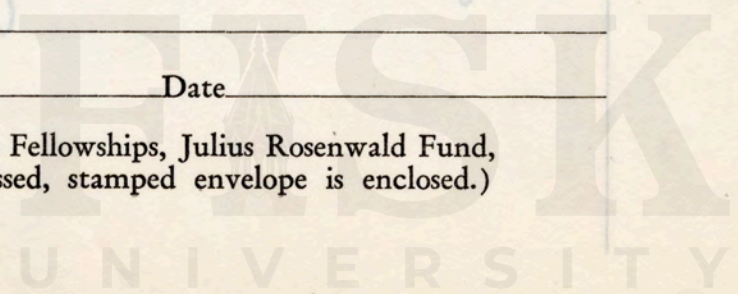 Date
Fellowships, Julius Rosenwald Fund,
ssed, stamped envelope is enclosed.)
FISK
UNIVERSITY